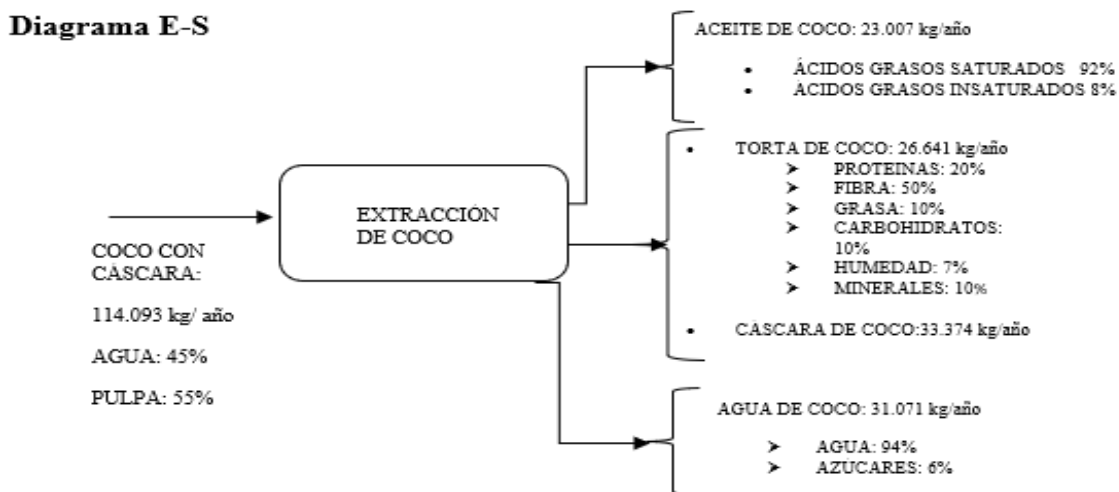 Diagrama E-S
COCO CON
CÁSCARA:
114.093 kg/ año
AGUA: 45%
PULPA: 55%
EXTRACCIÓN
DE COCO
ACEITE DE COCO: 23.007 kg/año
• ÁCIDOS GRASOS SATURADOS 92%
• ÁCIDOS GRASOS INSATURADOS 8%
• TORTA DE COCO: 26.641 kg/año
➤ PROTEINAS: 20%
➤ FIBRA: 50%
➤ GRASA: 10%
➤ CARBOHIDRATOS:
10%
➤ HUMEDAD: 7%
➤ MINERALES: 10%
• CÁSCARA DE COCO:33.374 kg/año
AGUA DE COCO: 31.071 kg/año
➤ AGUA: 94%
➤ AZÚCARES: 6%